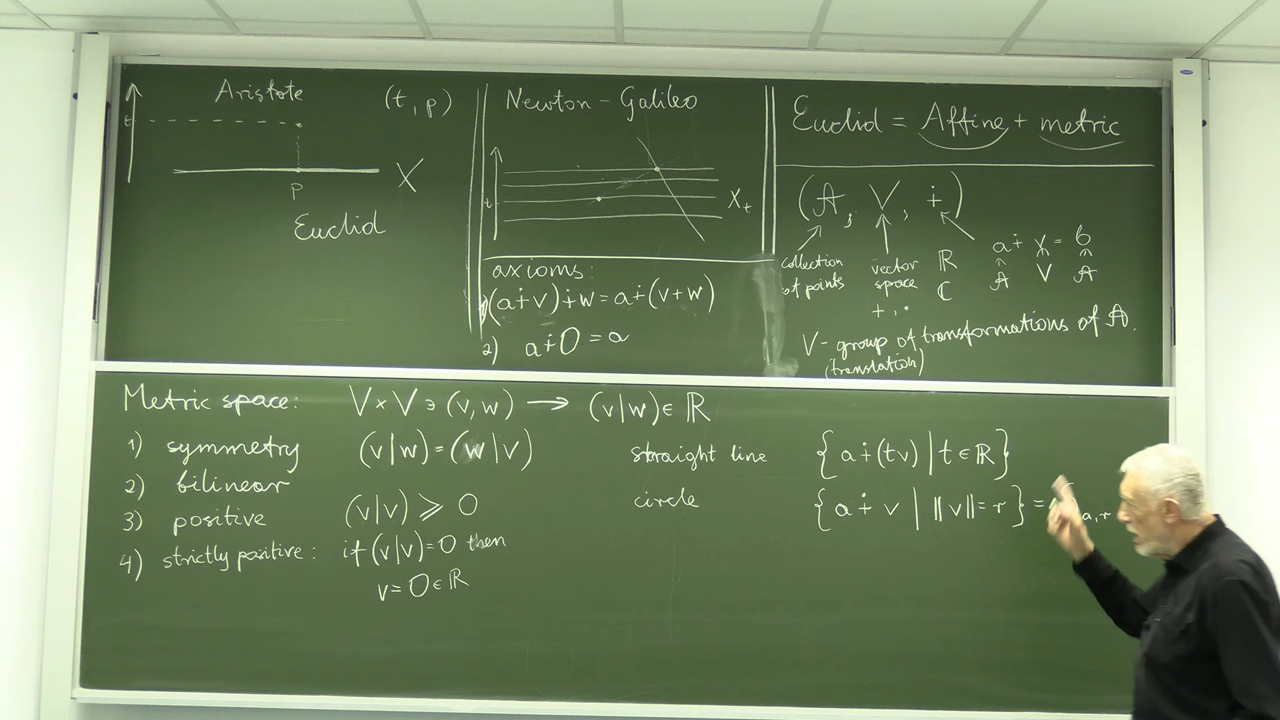 Aristote
(t, p)
t
p
X
Euclid
Newton - Galileo
t
X_t
axioms:
1) (a∔v)∔w=a∔(v+w)
2) a∔0=a
Euclid = Affine + metric
(𝔸, V, ∔)
collection of points
vector space
+, ·
ℝ
ℂ
a∔v=b
𝔸 V 𝔸
V - group of transformations of 𝔸.
(translation)
Metric space: V×V∋(v,w) → (v|w)∈ℝ
1) symmetry (v|w)=(w|v)
2) bilinear
3) positive (v|v)⩾0
4) strictly positive: if (v|v)=0 then
v=0∈ℝ
straight line {a∔(tv) | t∈ℝ}
circle {a∔v | ||v||=r} = a,r